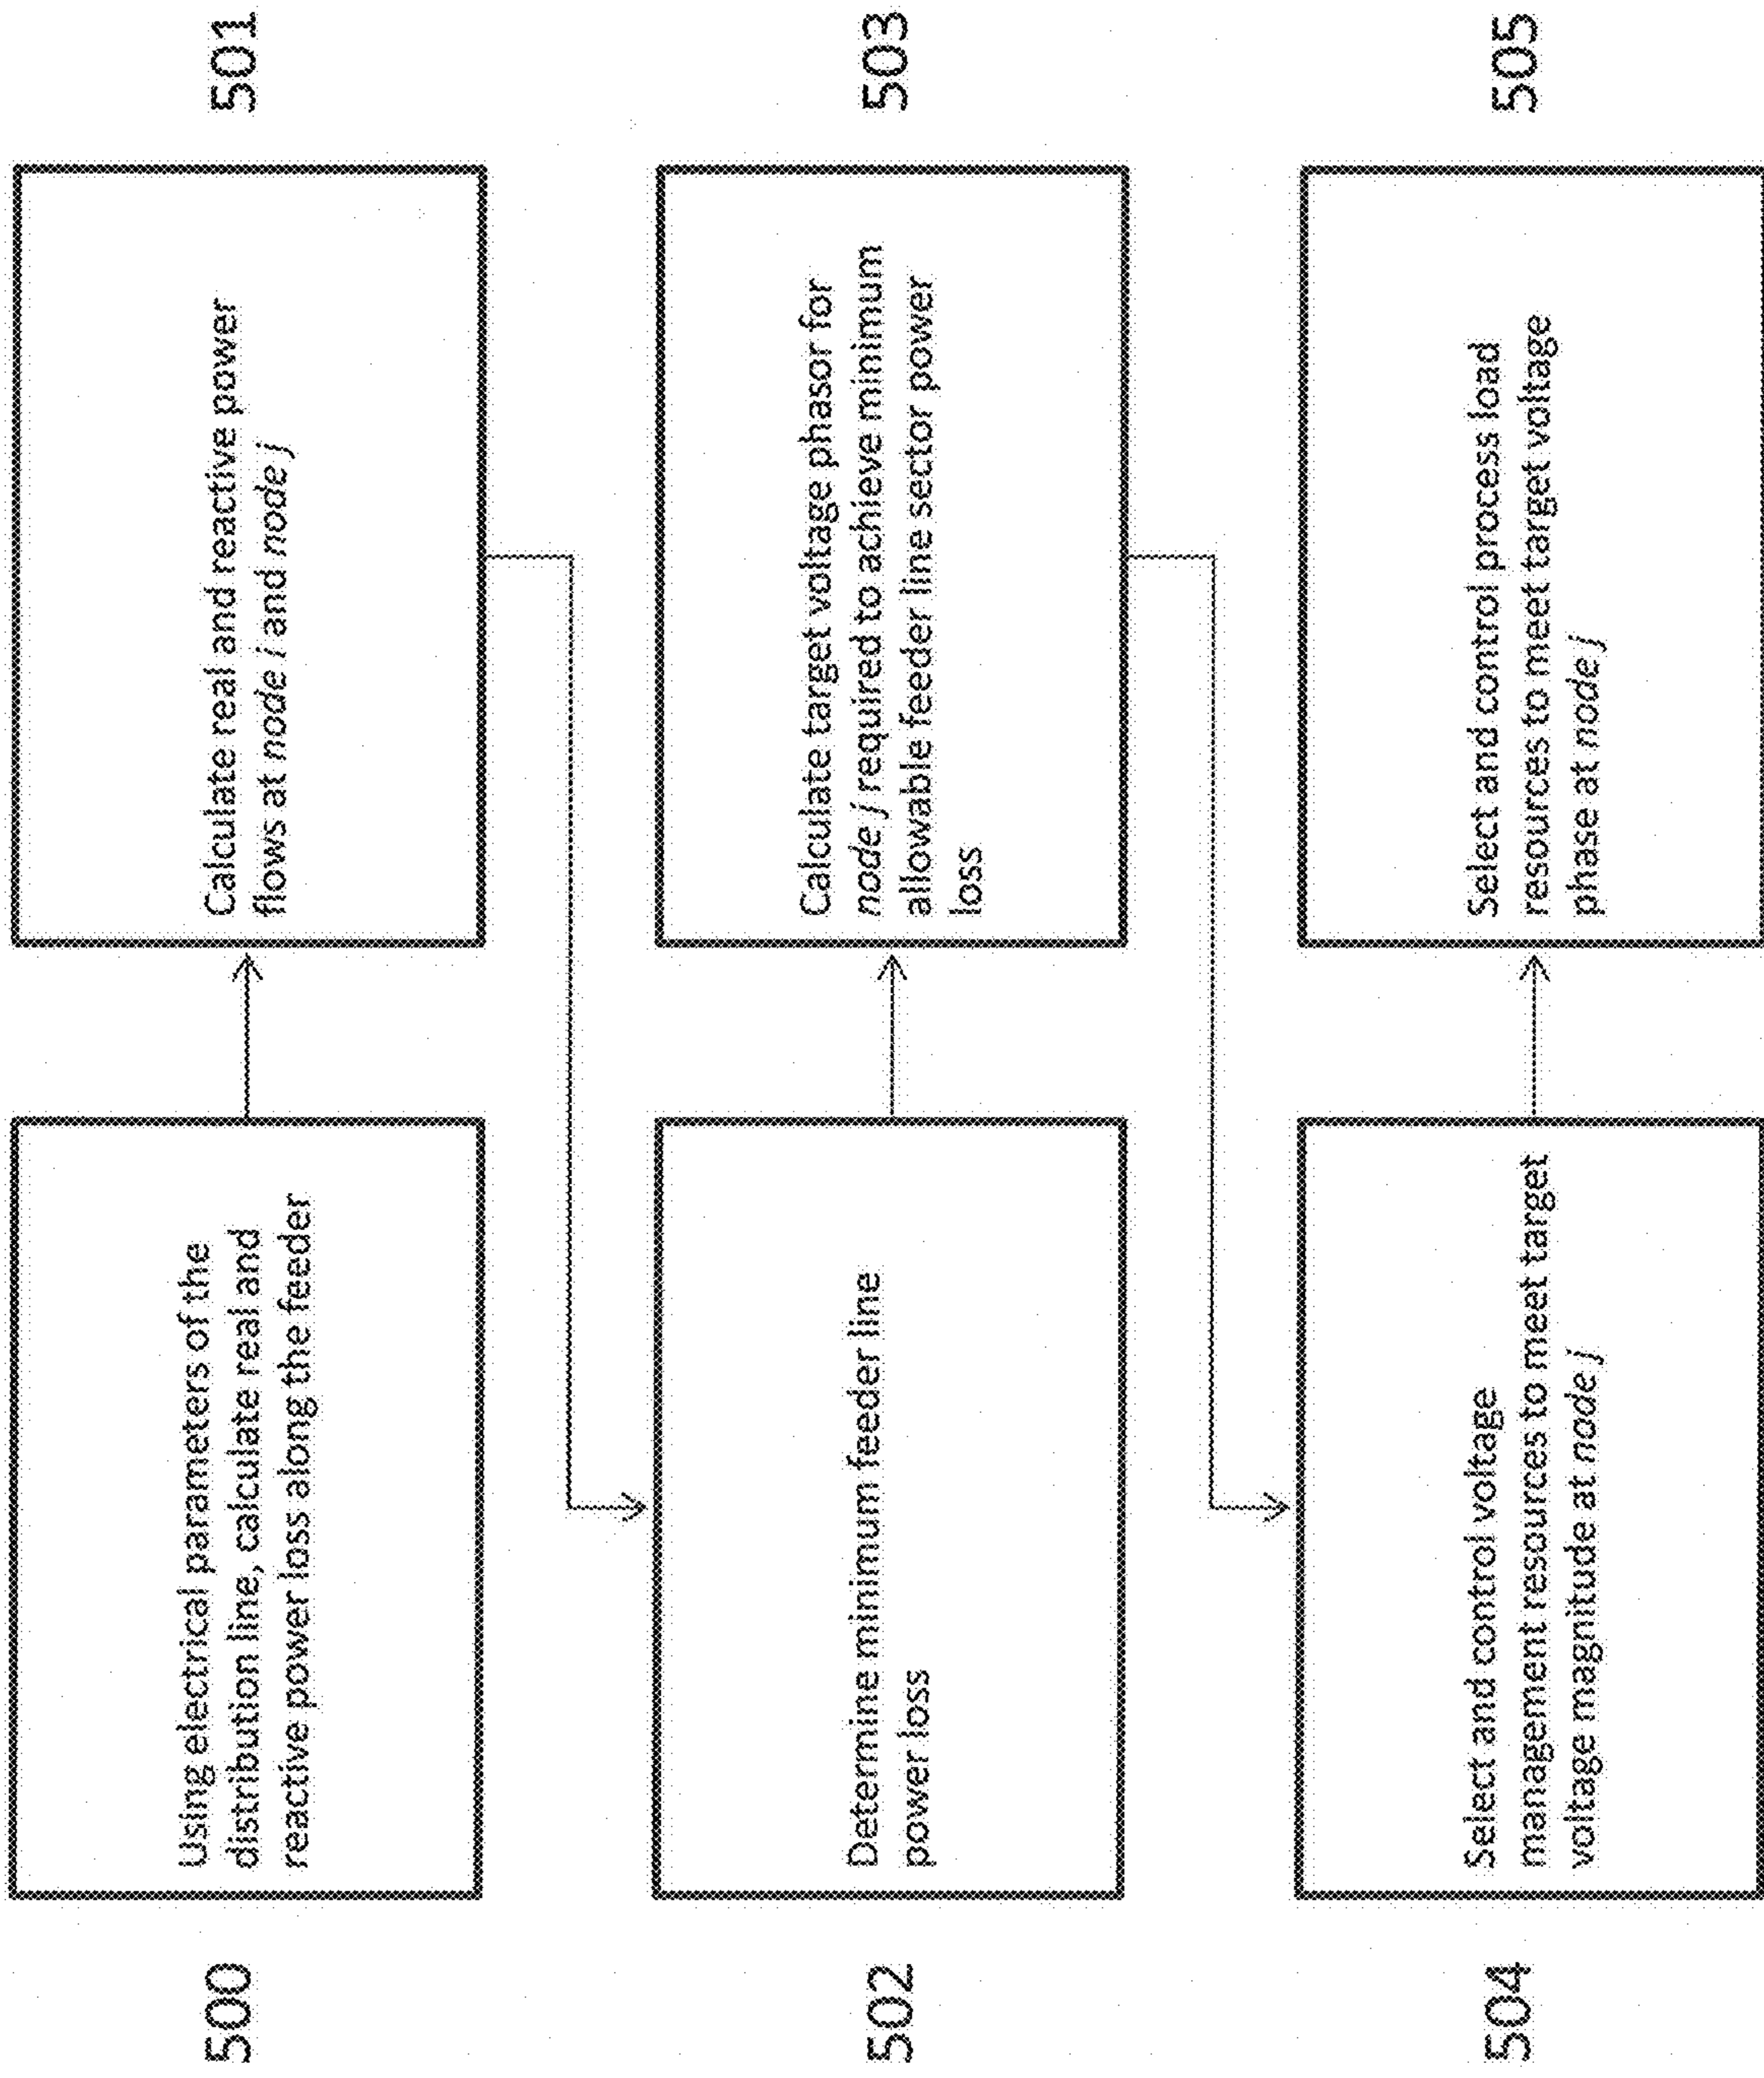 500
Using electrical parameters of the
distribution line, calculate real and
reactive power loss along the feeder
Calculate real and reactive power
flows at node i and node j
501
502
Determine minimum feeder line
power loss
Calculate target voltage phasor for
node j required to achieve minimum
allowable feeder line sector power
loss
503
504
Select and control voltage
management resources to meet target
voltage magnitude at node j
Select and control process load
resources to meet target voltage
phase at node j
505